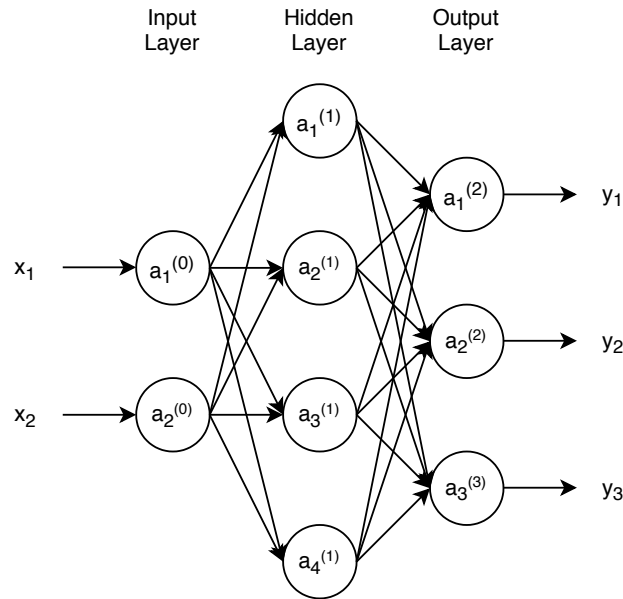 Input
Layer
Hidden
Layer
Output
Layer
a₁⁽¹⁾
a₁⁽²⁾
y₁
x₁
a₁⁽⁰⁾
a₂⁽¹⁾
a₂⁽²⁾
y₂
x₂
a₂⁽⁰⁾
a₃⁽¹⁾
a₃⁽³⁾
y₃
a₄⁽¹⁾